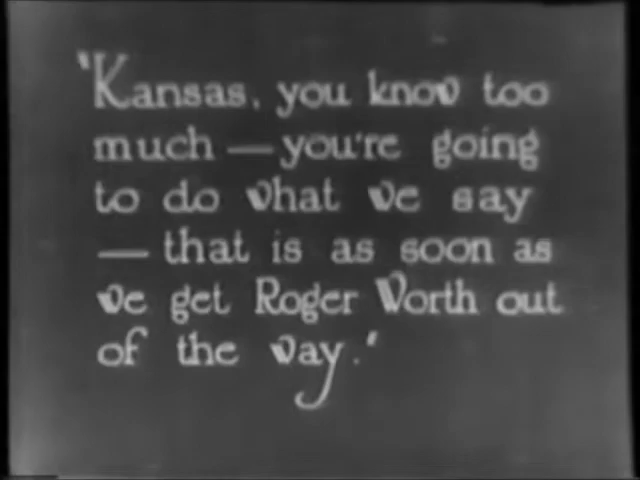 "Kansas, you know too
much — you're going
to do what we say
— that is as soon as
we get Roger Worth out
of the way."